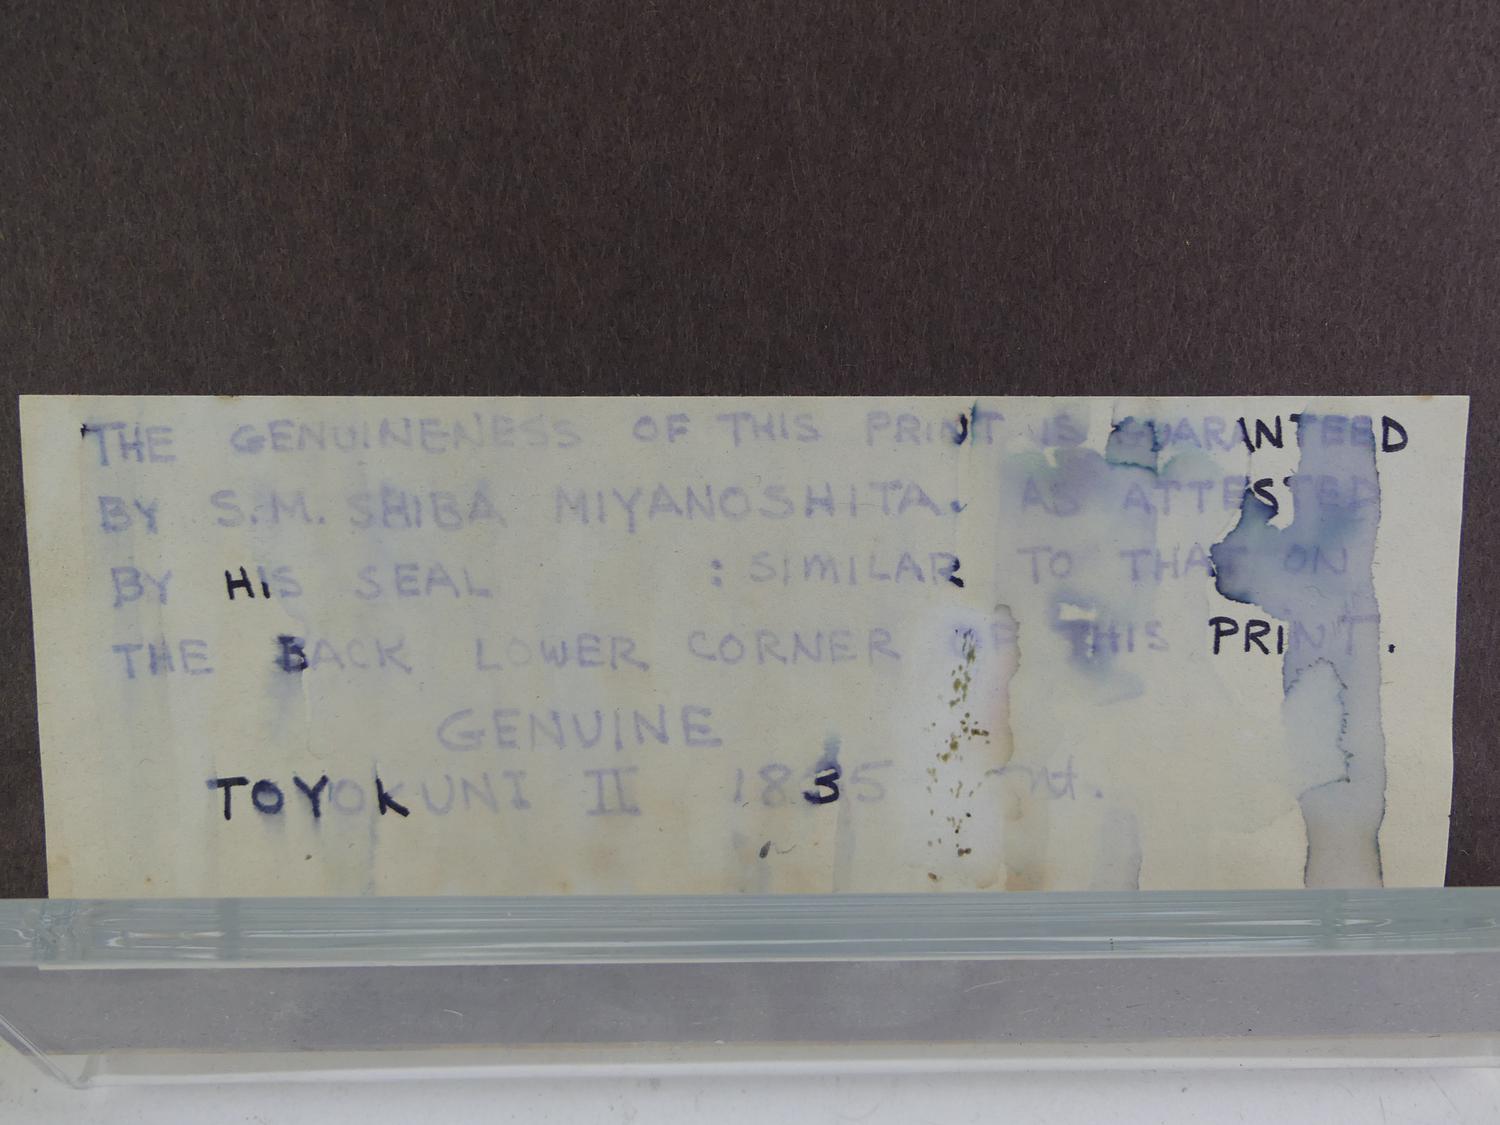 THE GENUINENESS OF THIS PRINT IS GUARANTEED
BY S.M. SHIBA MIYANOSHITA. AS ATTESTED
BY HIS SEAL : SIMILAR TO THAT ON
THE BACK LOWER CORNER OF THIS PRINT.
GENUINE
TOYOKUNI II 1835